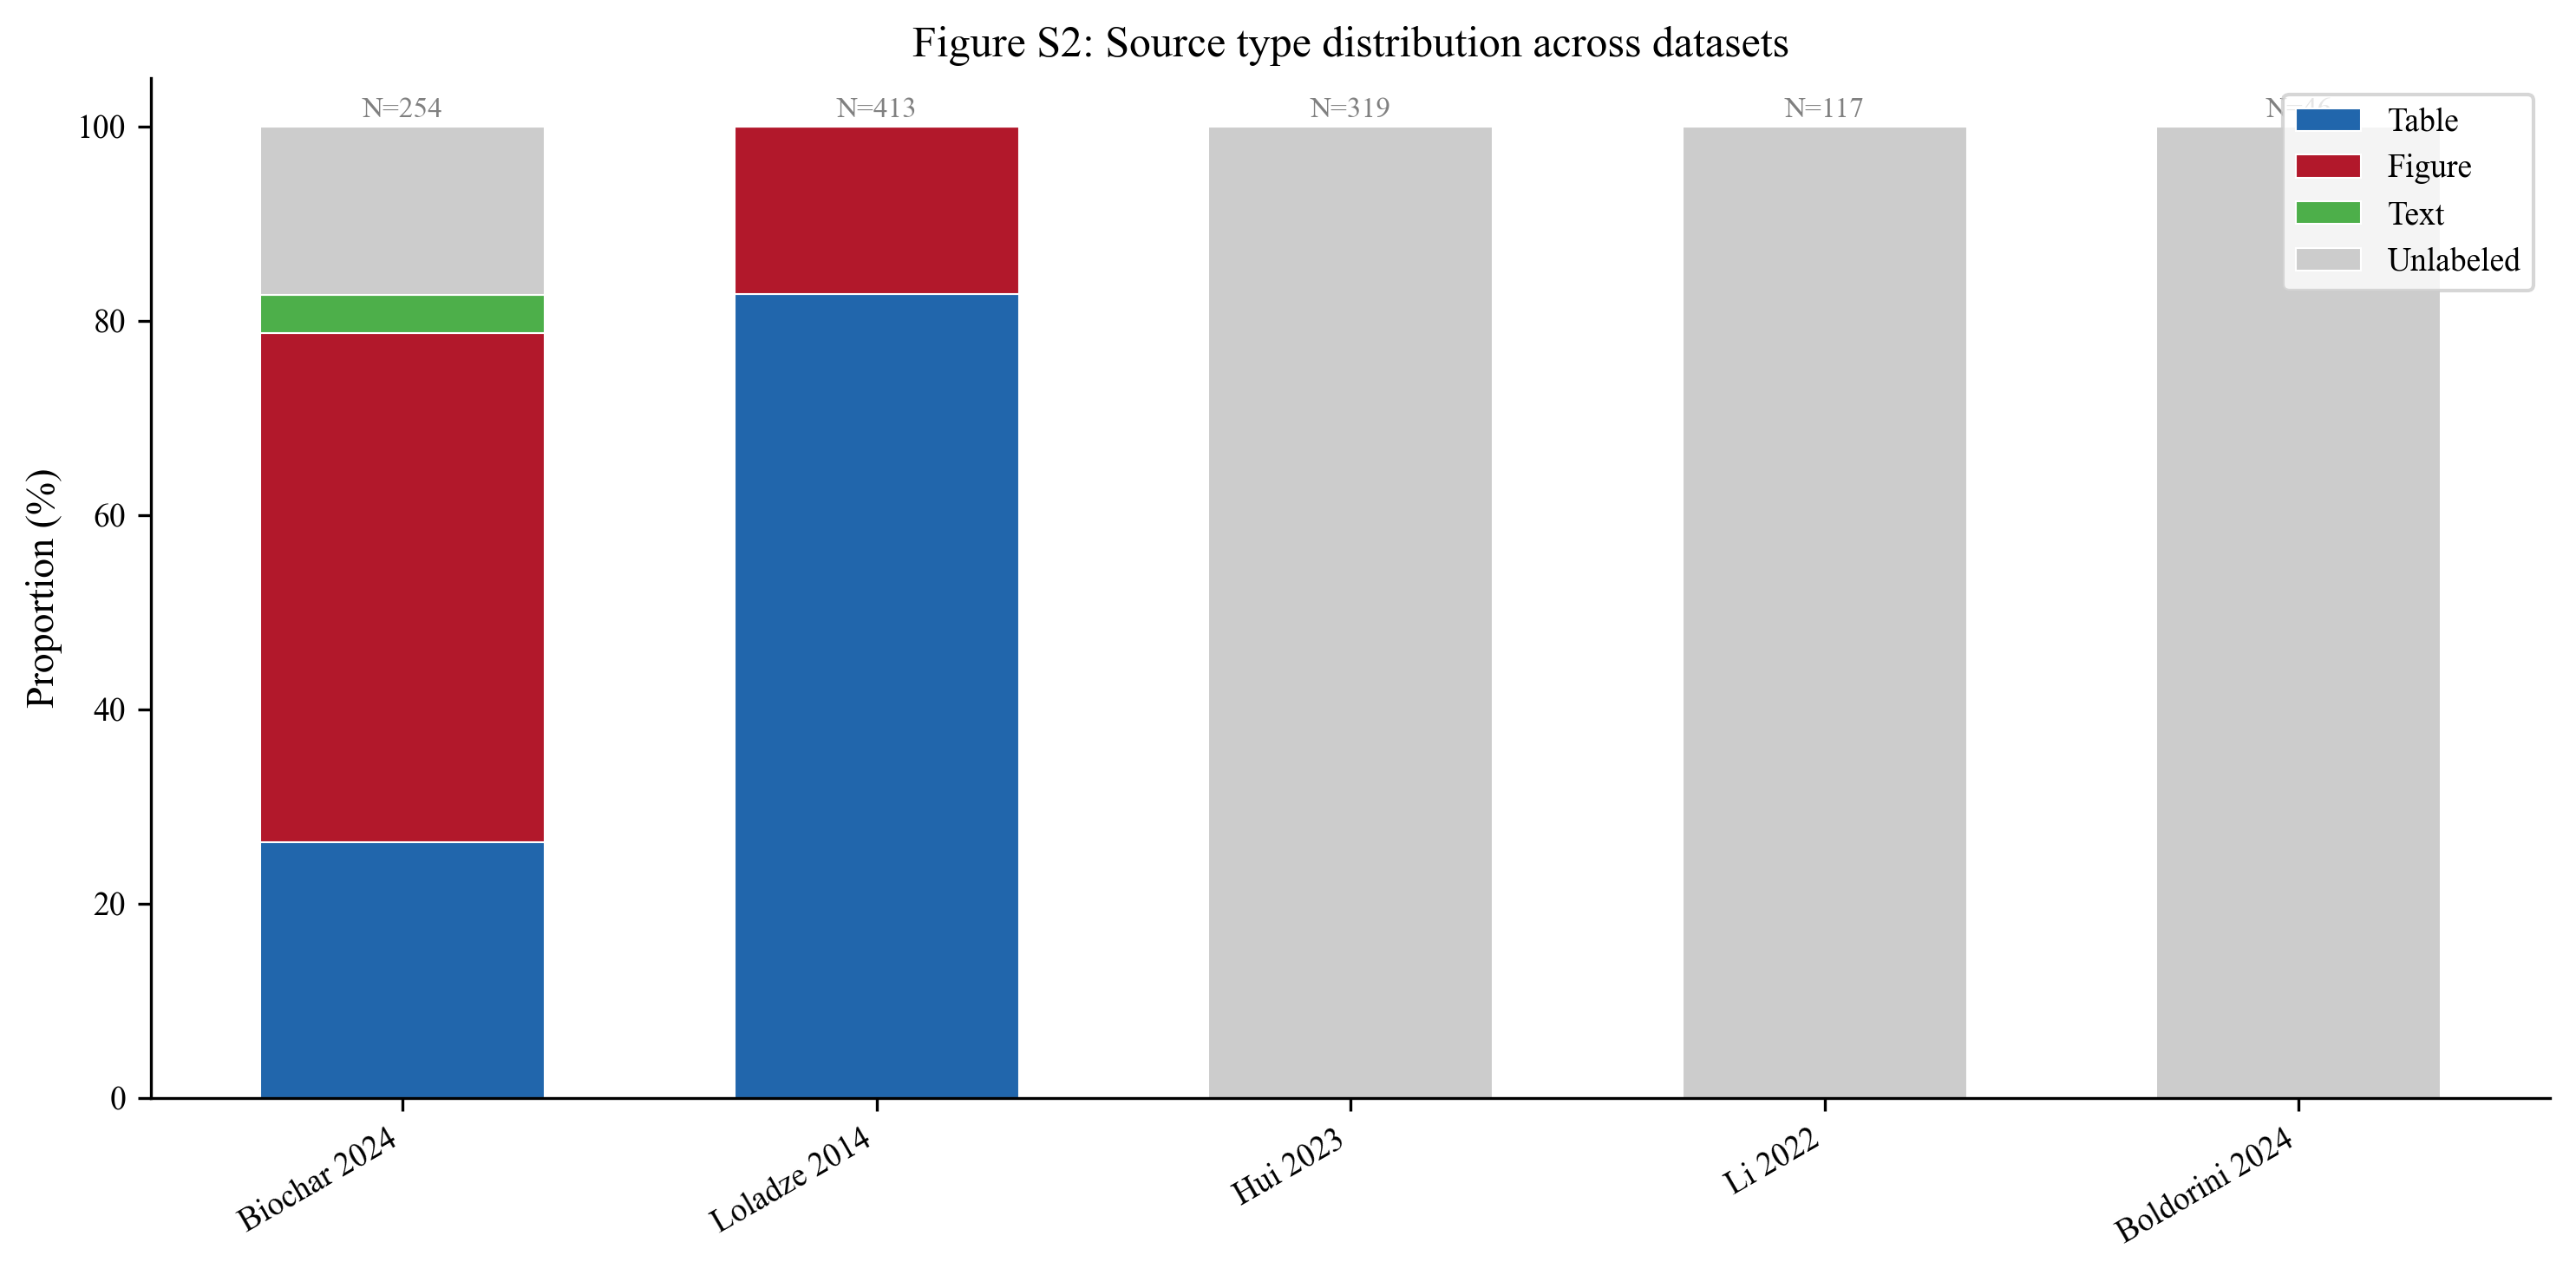 Figure S2: Source type distribution across datasets
N=254
N=413
N=319
N=117
N=46
Table
Figure
Text
Unlabeled
Proportion (%)
100
80
60
40
20
0
Biochar 2024
Loladze 2014
Hui 2023
Li 2022
Boldorini 2024